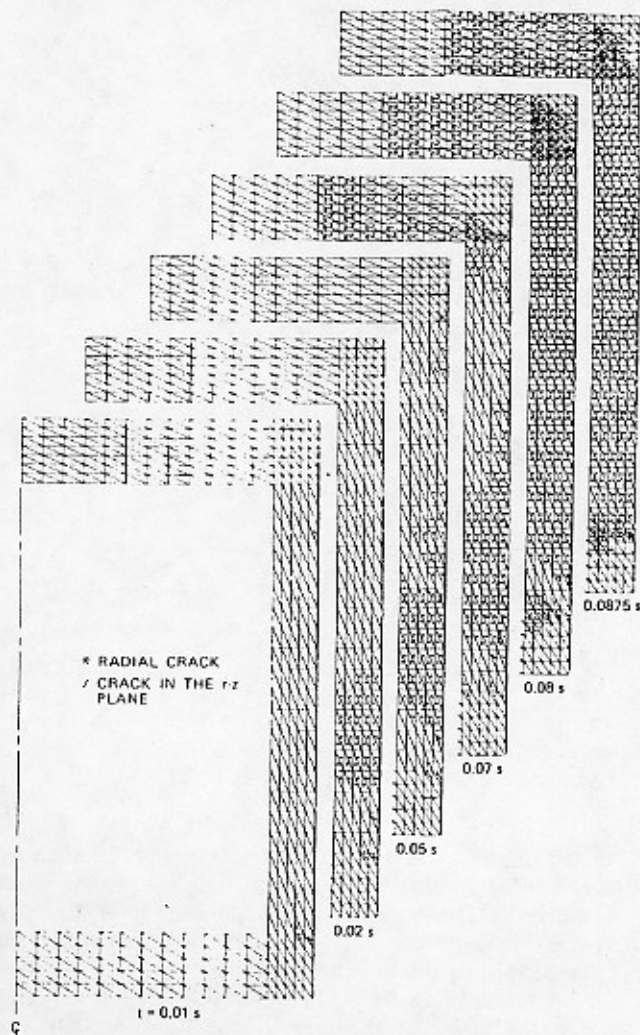 * RADIAL CRACK
/ CRACK IN THE r-z
PLANE
0.0875 s
0.08 s
0.07 s
0.05 s
0.02 s
t = 0.01 s
℄